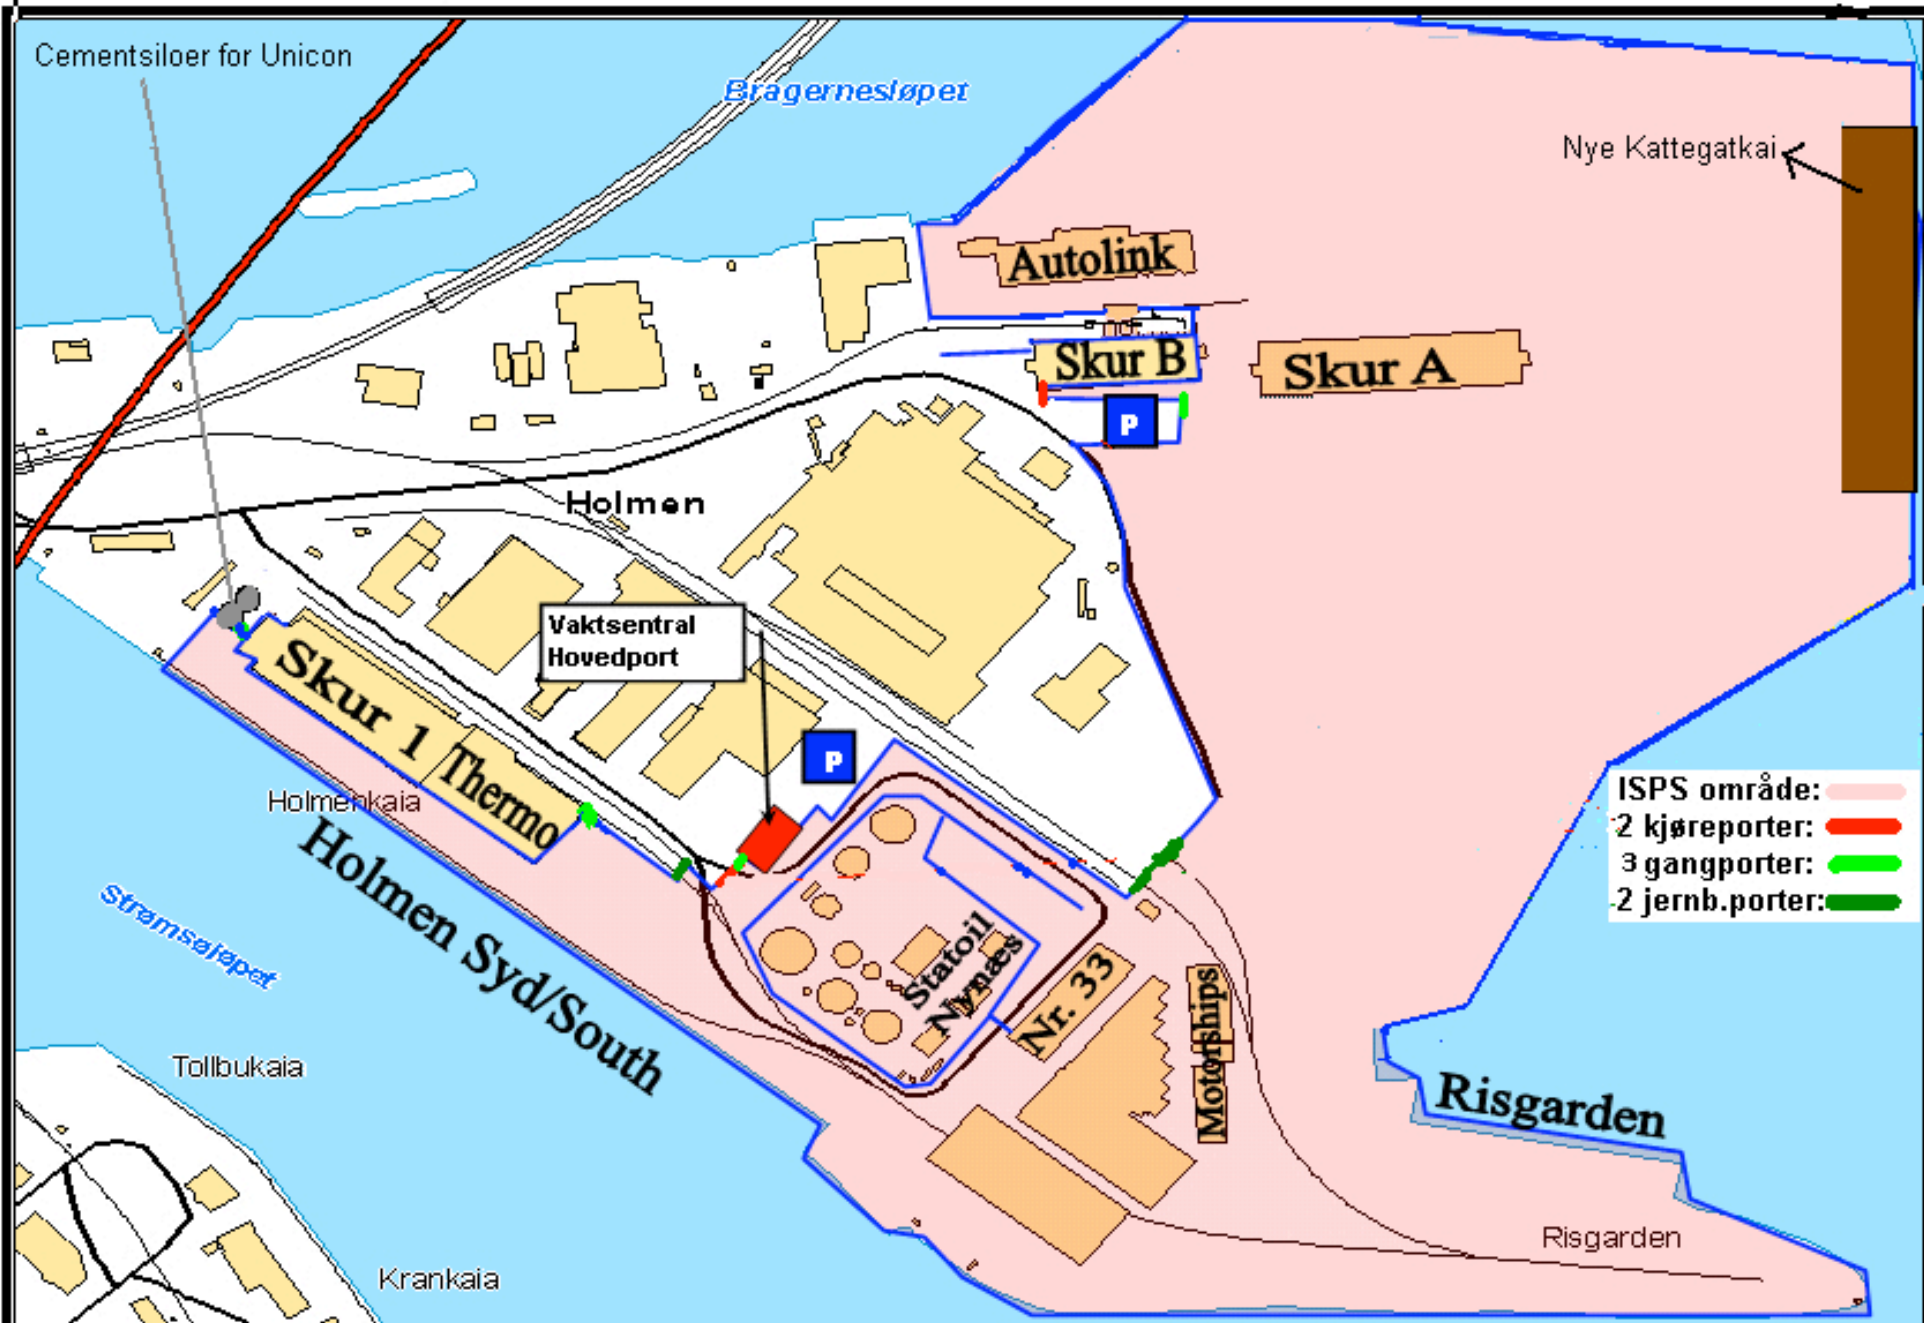 Cementsiloer for Unicon
Bragernesløpet
Nye Kattegatkai
Autolink
Skur B
Skur A
P
Holmen
Vaktsentral
Hovedport
Skur 1
Thermo
P
Holmenkaia
Holmen Syd/South
Strømsøløpet
ISPS område:
2 kjøreporter:
3 gangporter:
2 jernb.porter:
Statoil
Nynæs
Nr. 33
Motorships
Tollbukaia
Risgarden
Risgarden
Krankaia